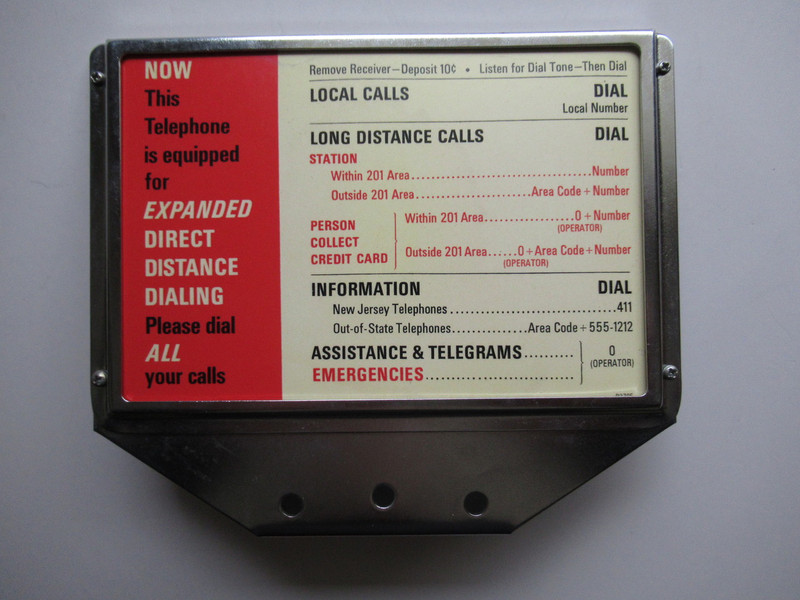 NOW
This
Telephone
is equipped
for
EXPANDED
DIRECT
DISTANCE
DIALING
Please dial
ALL
your calls
Remove Receiver—Deposit 10¢ • Listen for Dial Tone—Then Dial
LOCAL CALLS DIAL
Local Number
LONG DISTANCE CALLS DIAL
STATION
Within 201 Area..............................Number
Outside 201 Area....................Area Code+Number
PERSON
COLLECT
CREDIT CARD
Within 201 Area...............0+Number
(OPERATOR)
Outside 201 Area......0+Area Code+Number
(OPERATOR)
INFORMATION DIAL
New Jersey Telephones..............................411
Out-of-State Telephones.............Area Code+555-1212
ASSISTANCE & TELEGRAMS..........
EMERGENCIES..........................
0
(OPERATOR)